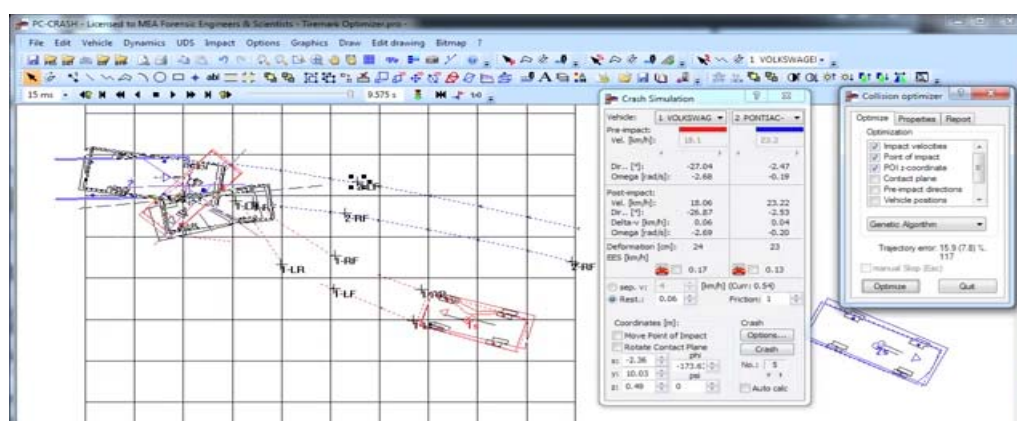 PC-CRASH - Licensed to MEA Forensic Engineers & Scientists - Tiremark Optimizer.pro -
File Edit Vehicle Dynamics UDS Impact Options Graphics Draw Edit drawing Bitmap ?
1 VOLKSWAGEI
15 ms 9.575 s
1-LR
1-RF
1-LF
2-RF
2-RF
Crash Simulation
Vehicle: 1 VOLKSWAG 2 PONTIAC-
Pre-impact:
Vel. [km/h]: 18.1 23.2
Dir... [°]: -27.04 -2.47
Omega [rad/s]: -2.68 -0.19
Post-impact:
Vel. [km/h]: 18.06 23.22
Dir... [°]: -26.87 -2.53
Delta-v [km/h]: 0.06 0.04
Omega [rad/s]: -2.69 -0.20
Deformation [cm]: 24 23
EES [km/h]
0.17 0.13
sep. v: 4 [km/h] (Curr: 0.54)
Rest.: 0.06 Friction: 1
Coordinates [m]: Crash
Move Point of Impact Options...
Rotate Contact Plane Crash
x: -2.36 phi
y: 10.03 psi No.: 5
z: 0.49 0 Auto calc
Collision optimizer
Optimize Properties Report
Optimization
Impact velocities
Point of impact
POI z-coordinate
Contact plane
Pre-impact directions
Vehicle positions
Genetic Algorithm
Trajectory error: 15.9 (7.8) %.
117
manual Stop (Esc)
Optimize Quit